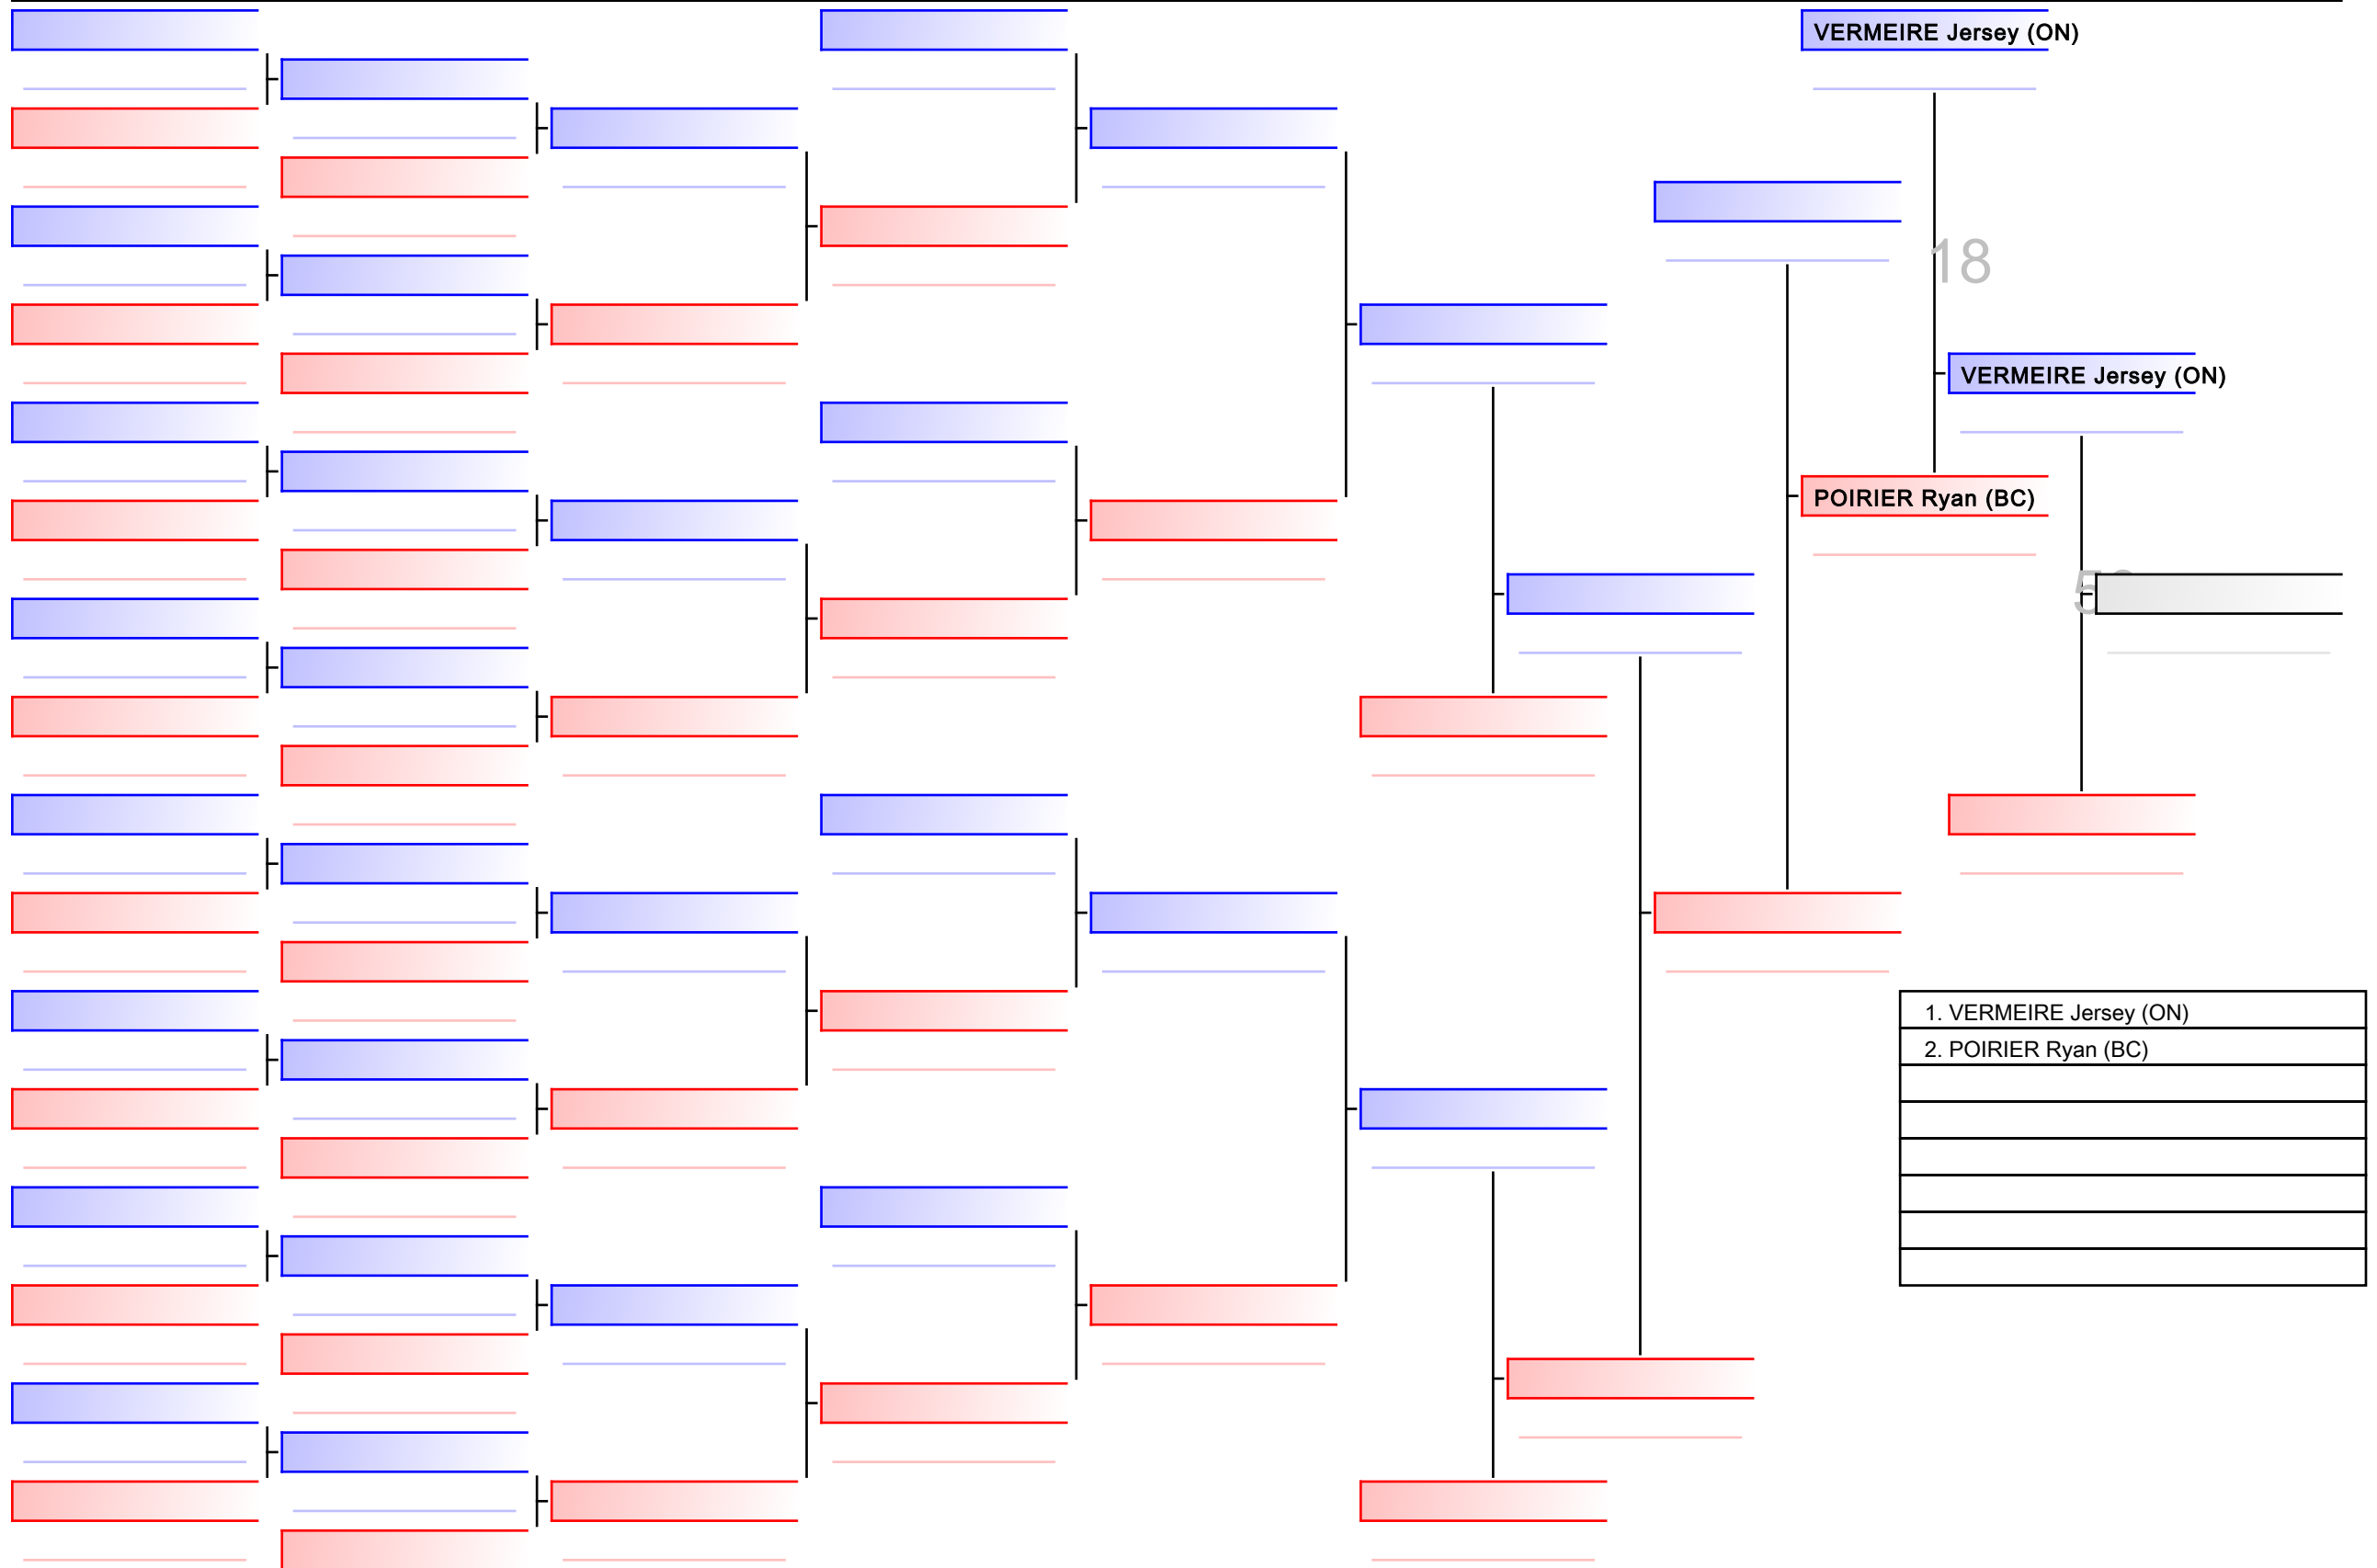 VERMEIRE Jersey (ON)
18
VERMEIRE Jersey (ON)
POIRIER Ryan (BC)
1. VERMEIRE Jersey (ON)
2. POIRIER Ryan (BC)